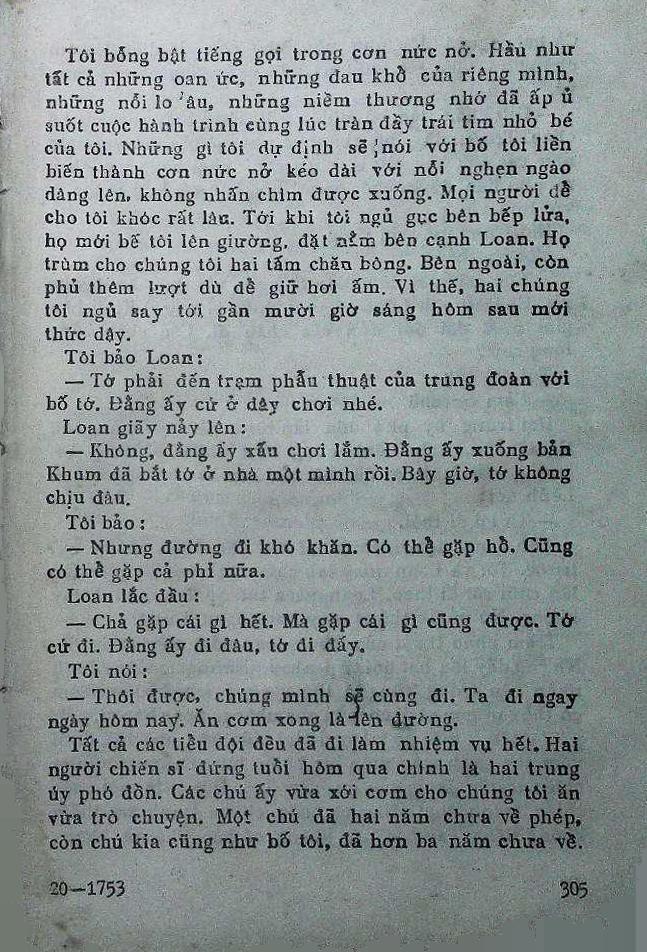 Tôi bỗng bật tiếng gọi trong cơn nức nở. Hầu như
tất cả những oan ức, những đau khổ của riêng mình,
những nỗi lo âu, những niềm thương nhớ đã ấp ủ
suốt cuộc hành trình cùng lúc tràn đầy trái tim nhỏ bé
của tôi. Những gì tôi dự định sẽ nói với bố tôi liền
biến thành cơn nức nở kéo dài với nỗi nghẹn ngào
dâng lên, không nhấn chìm được xuống. Mọi người để
cho tôi khóc rất lâu. Tới khi tôi ngủ gục bên bếp lửa,
họ mới bế tôi lên giường, đặt nằm bên cạnh Loan. Họ
trùm cho chúng tôi hai tấm chăn bông. Bên ngoài, còn
phủ thêm lượt dù để giữ hơi ấm. Vì thế, hai chúng
tôi ngủ say tới gần mười giờ sáng hôm sau mới
thức dậy.
Tôi bảo Loan:
— Tớ phải đến trạm phẫu thuật của trung đoàn với
bố tớ. Đằng ấy cứ ở đây chơi nhé.
Loan giãy nảy lên:
— Không, đằng ấy xấu chơi lắm. Đằng ấy xuống bản
Khum đã bắt tớ ở nhà một mình rồi. Bây giờ, tớ không
chịu đâu.
Tôi bảo:
— Nhưng đường đi khó khăn. Có thể gặp hổ. Cũng
có thể gặp cả phỉ nữa.
Loan lắc đầu:
— Chả gặp cái gì hết. Mà gặp cái gì cũng được. Tớ
cứ đi. Đằng ấy đi đâu, tớ đi đấy.
Tôi nói:
— Thôi được, chúng mình sẽ cùng đi. Ta đi ngay
ngày hôm nay. Ăn cơm xong là lên đường.
Tất cả các tiểu đội đều đã đi làm nhiệm vụ hết. Hai
người chiến sĩ đứng tuổi hôm qua chính là hai trung
úy phó đồn. Các chú ấy vừa xới cơm cho chúng tôi ăn
vừa trò chuyện. Một chú đã hai năm chưa về phép,
còn chú kia cũng như bố tôi, đã hơn ba năm chưa về.
20—1753
305